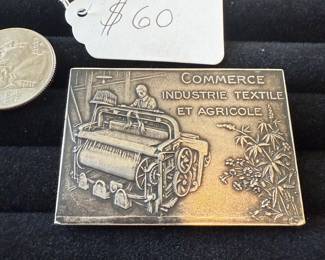 $60
COMMERCE
INDUSTRIE TEXTILE
ET AGRICOLE